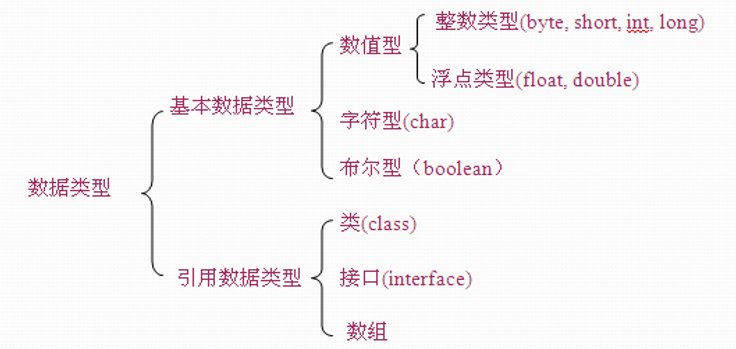 整数类型(byte, short, int, long)
数值型
浮点类型(float, double)
基本数据类型
字符型(char)
布尔型（boolean）
数据类型
类(class)
引用数据类型
接口(interface)
数组